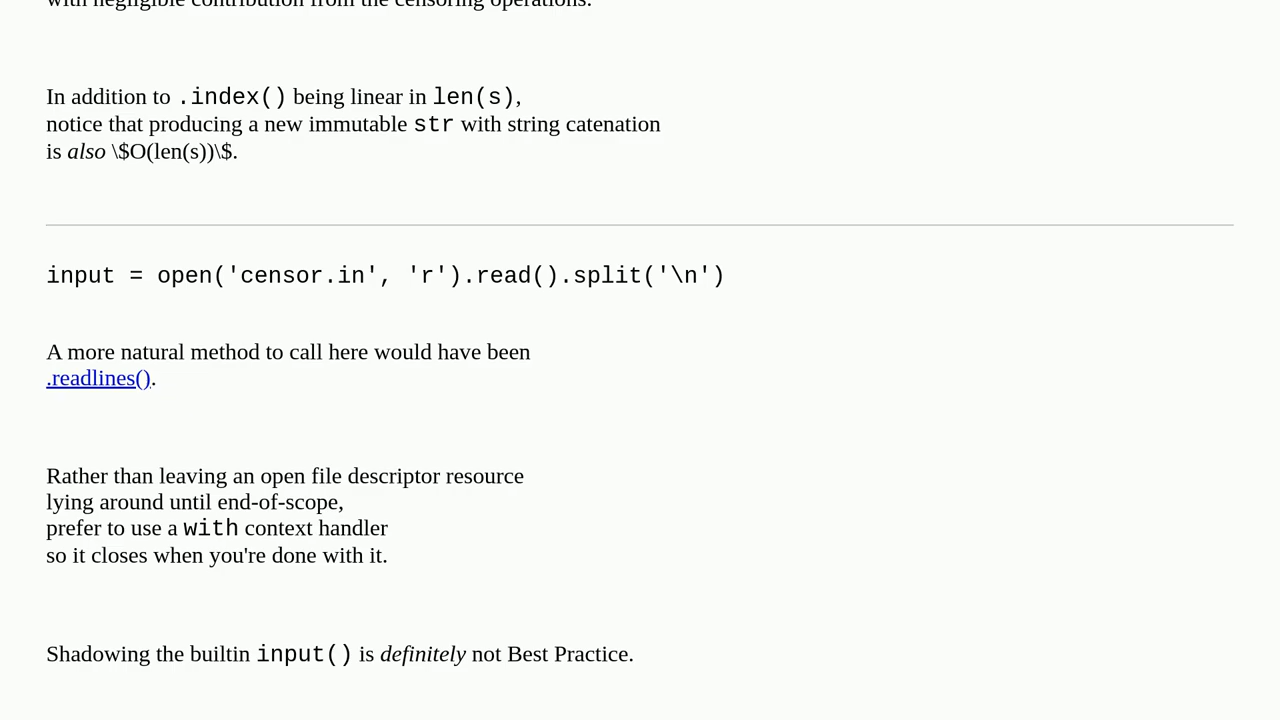 with negligible contribution from the censoring operations.
In addition to .index() being linear in len(s),
notice that producing a new immutable str with string catenation
is also \$O(len(s))\$.
input = open('censor.in', 'r').read().split('\n')
A more natural method to call here would have been
.readlines().
Rather than leaving an open file descriptor resource
lying around until end-of-scope,
prefer to use a with context handler
so it closes when you're done with it.
Shadowing the builtin input() is definitely not Best Practice.